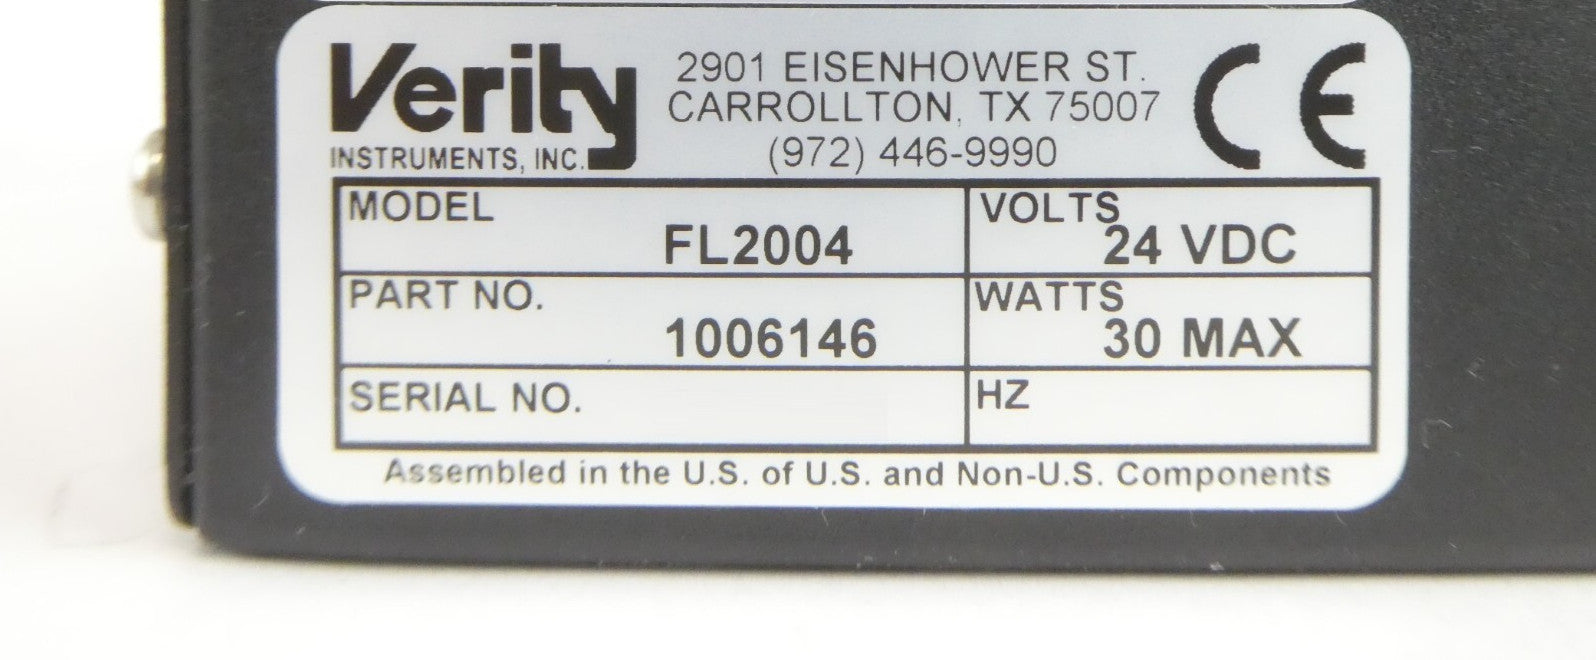 Verity
INSTRUMENTS, INC.
2901 EISENHOWER ST.
CARROLLTON, TX 75007
(972) 446-9990
CE
MODEL
FL2004
VOLTS
24 VDC
PART NO.
1006146
WATTS
30 MAX
SERIAL NO.
HZ
Assembled in the U.S. of U.S. and Non-U.S. Components